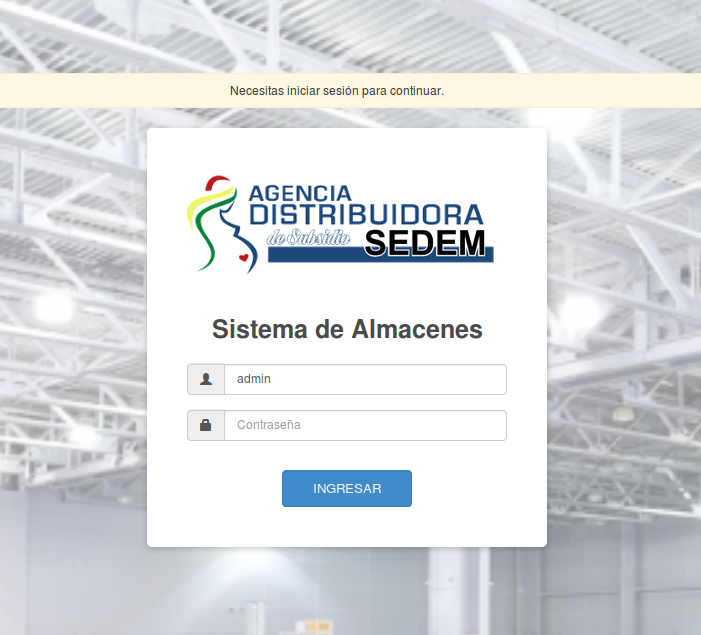 Necesitas iniciar sesión para continuar.
AGENCIA
DISTRIBUIDORA
de Subsidio SEDEM
Sistema de Almacenes
admin
Contraseña
INGRESAR